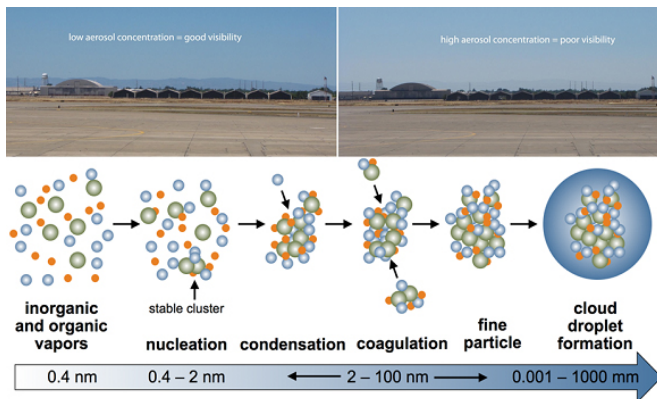 low aerosol concentration = good visibility
high aerosol concentration = poor visibility
stable cluster
inorganic
and organic
vapors
nucleation
condensation
coagulation
fine
particle
cloud
droplet
formation
0.4 nm
0.4 – 2 nm
2 – 100 nm
0.001 – 1000 mm